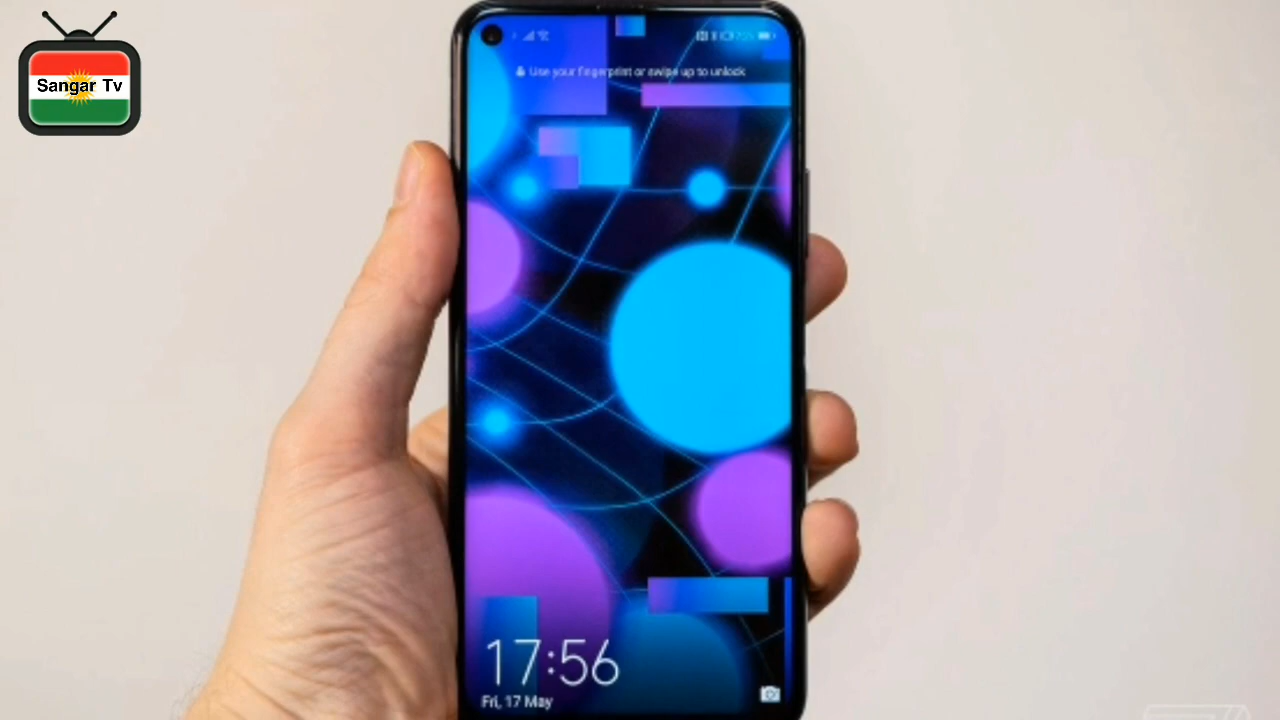 Sangar Tv
Use your fingerprint or swipe up to unlock
17:56
Fri, 17 May